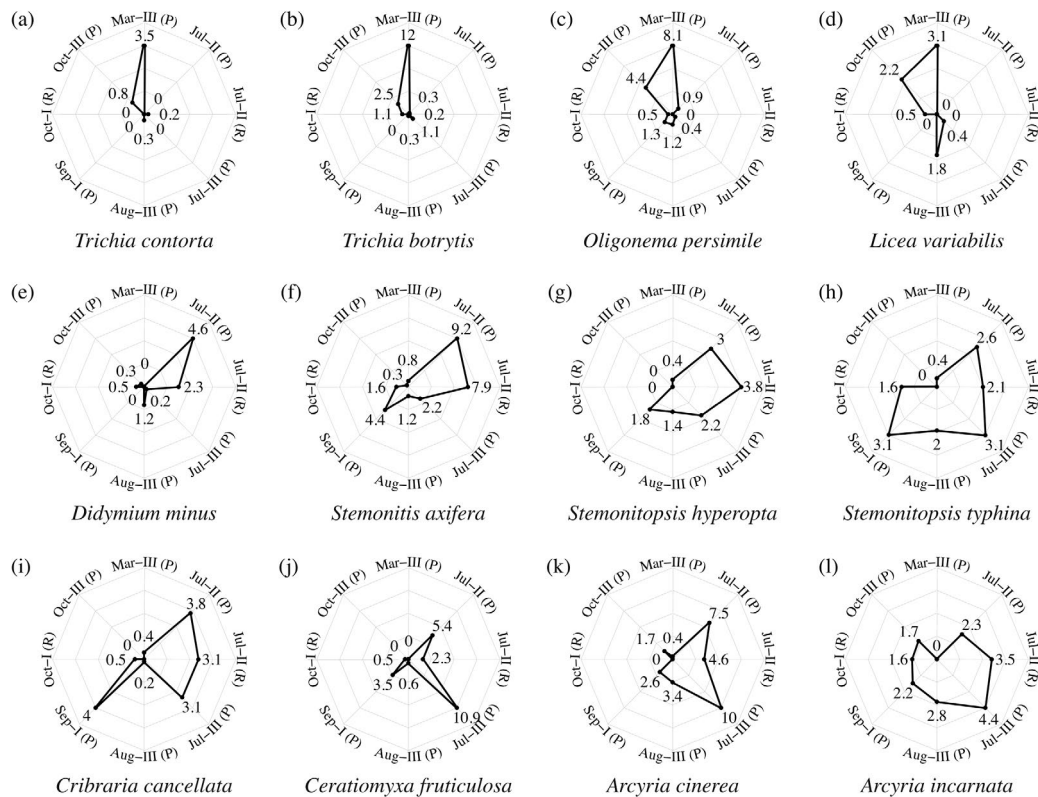 (a)
Mar–III (P)
Jul–II (P)
Jul–II (R)
Jul–III (P)
Aug–III (P)
Sep–I (P)
Oct–I (R)
Oct–III (P)
3.5
0
0.2
0
0.3
0
0
0.8
Trichia contorta
(b)
Mar–III (P)
Jul–II (P)
Jul–II (R)
Jul–III (P)
Aug–III (P)
Sep–I (P)
Oct–I (R)
Oct–III (P)
12
0.3
0.2
1.1
0.3
0
1.1
2.5
Trichia botrytis
(c)
Mar–III (P)
Jul–II (P)
Jul–II (R)
Jul–III (P)
Aug–III (P)
Sep–I (P)
Oct–I (R)
Oct–III (P)
8.1
0.9
0
0.4
1.2
1.3
0.5
4.4
Oligonema persimile
(d)
Mar–III (P)
Jul–II (P)
Jul–II (R)
Jul–III (P)
Aug–III (P)
Sep–I (P)
Oct–I (R)
Oct–III (P)
3.1
0
0
0.4
1.8
0
0.5
2.2
Licea variabilis
(e)
Mar–III (P)
Jul–II (P)
Jul–II (R)
Jul–III (P)
Aug–III (P)
Sep–I (P)
Oct–I (R)
Oct–III (P)
0
4.6
2.3
0.2
1.2
0
0.5
0.3
Didymium minus
(f)
Mar–III (P)
Jul–II (P)
Jul–II (R)
Jul–III (P)
Aug–III (P)
Sep–I (P)
Oct–I (R)
Oct–III (P)
0.8
9.2
7.9
2.2
1.2
4.4
1.6
0.3
Stemonitis axifera
(g)
Mar–III (P)
Jul–II (P)
Jul–II (R)
Jul–III (P)
Aug–III (P)
Sep–I (P)
Oct–I (R)
Oct–III (P)
0.4
3
3.8
2.2
1.4
1.8
0
0
Stemonitopsis hyperopta
(h)
Mar–III (P)
Jul–II (P)
Jul–II (R)
Jul–III (P)
Aug–III (P)
Sep–I (P)
Oct–I (R)
Oct–III (P)
0.4
2.6
2.1
3.1
2
3.1
1.6
0
Stemonitopsis typhina
(i)
Mar–III (P)
Jul–II (P)
Jul–II (R)
Jul–III (P)
Aug–III (P)
Sep–I (P)
Oct–I (R)
Oct–III (P)
0.4
3.8
3.1
3.1
0.2
4
0.5
0
Cribraria cancellata
(j)
Mar–III (P)
Jul–II (P)
Jul–II (R)
Jul–III (P)
Aug–III (P)
Sep–I (P)
Oct–I (R)
Oct–III (P)
0
5.4
2.3
10.9
0.6
3.5
0.5
0
Ceratiomyxa fruticulosa
(k)
Mar–III (P)
Jul–II (P)
Jul–II (R)
Jul–III (P)
Aug–III (P)
Sep–I (P)
Oct–I (R)
Oct–III (P)
0.4
7.5
4.6
10
3.4
2.6
0
1.7
Arcyria cinerea
(l)
Mar–III (P)
Jul–II (P)
Jul–II (R)
Jul–III (P)
Aug–III (P)
Sep–I (P)
Oct–I (R)
Oct–III (P)
0
2.3
3.5
4.4
2.8
2.2
1.6
1.7
Arcyria incarnata